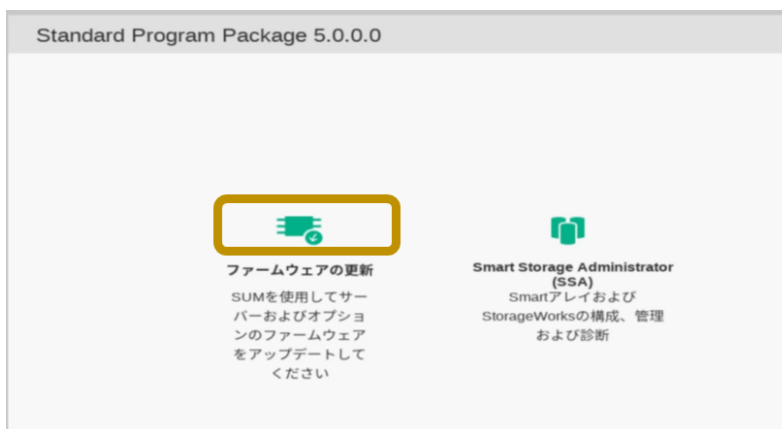 Standard Program Package 5.0.0.0
ファームウェアの更新
SUMを使用してサー
バーおよびオプショ
ンのファームウェア
をアップデートして
ください
Smart Storage Administrator
(SSA)
Smartアレイおよび
StorageWorksの構成、管理
および診断